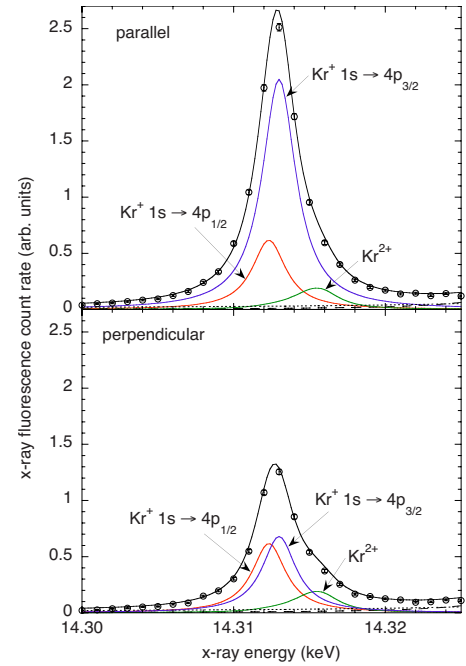 parallel
2.5
2
1.5
1
0.5
0
Kr⁺ 1s → 4p₃/₂
Kr⁺ 1s → 4p₁/₂
Kr²⁺
perpendicular
2.5
2
1.5
1
0.5
0
Kr⁺ 1s → 4p₁/₂
Kr⁺ 1s → 4p₃/₂
Kr²⁺
14.30
14.31
14.32
x-ray energy (keV)
x-ray fluorescence count rate (arb. units)